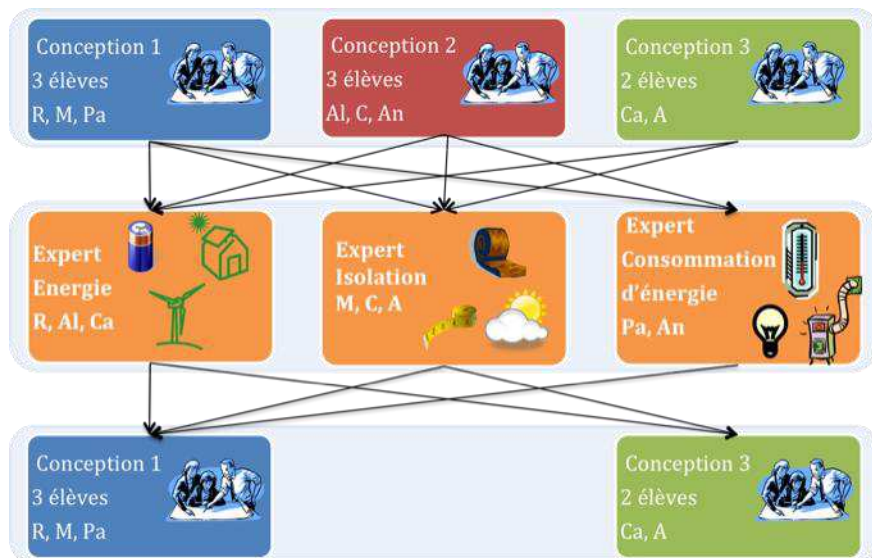 Conception 1
3 élèves
R, M, Pa
Conception 2
3 élèves
Al, C, An
Conception 3
2 élèves
Ca, A
Expert
Energie
R, Al, Ca
Expert
Isolation
M, C, A
Expert
Consommation
d'énergie
Pa, An
Conception 1
3 élèves
R, M, Pa
Conception 3
2 élèves
Ca, A